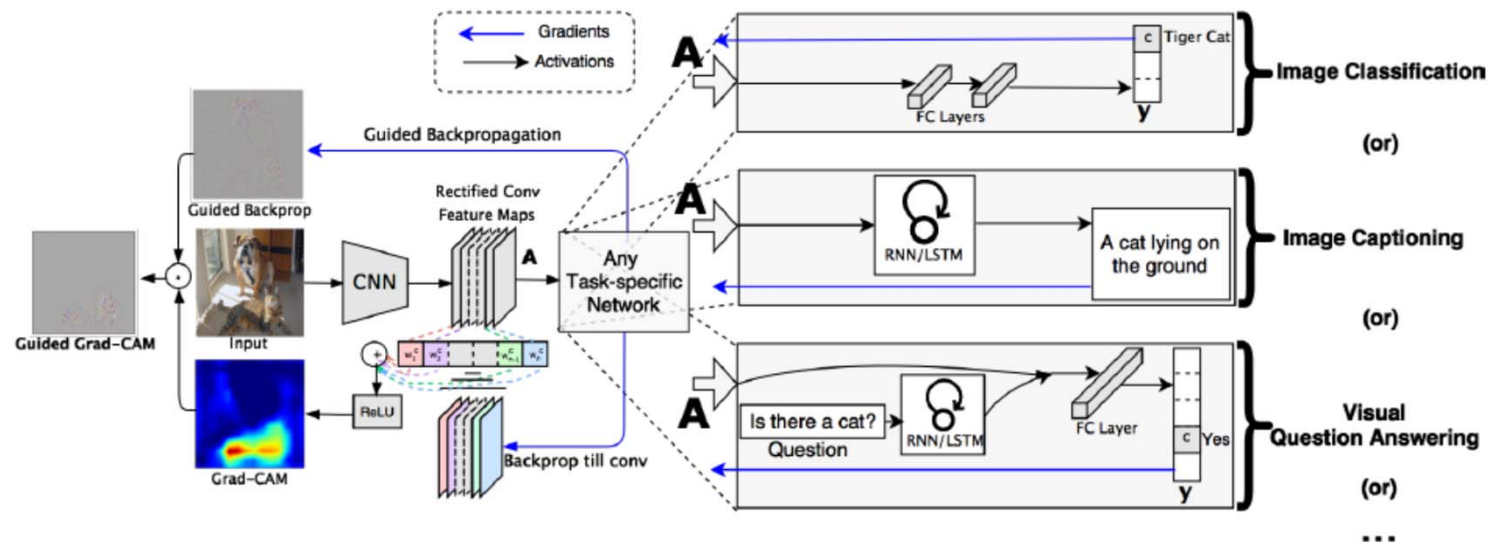 Gradients
Activations
A
c Tiger Cat
FC Layers
y
Image Classification
(or)
Guided Backpropagation
Guided Backprop
Rectified Conv
Feature Maps
A
Any
Task-specific
Network
CNN
Input
Guided Grad-CAM
A
RNN/LSTM
A cat lying on
the ground
Image Captioning
(or)
+
ReLU
Grad-CAM
Backprop till conv
A
Is there a cat?
Question
RNN/LSTM
FC Layer
c Yes
y
Visual
Question Answering
(or)
...